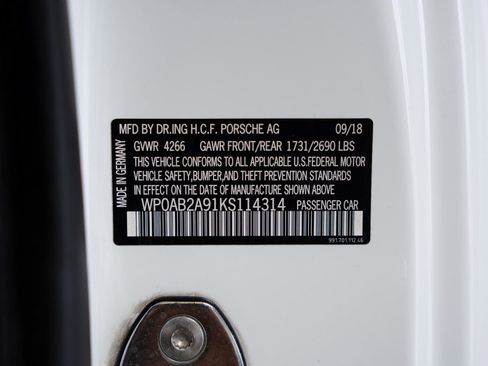 MFD BY DR.ING H.C.F. PORSCHE AG 09/18
GVWR 4266 GAWR FRONT/REAR 1731/2690 LBS
THIS VEHICLE CONFORMS TO ALL APPLICABLE U.S.FEDERAL MOTOR
VEHICLE SAFETY,BUMPER,AND THEFT PREVENTION STANDARDS
IN EFFECT ON THE DATE OF MANUFACTURE SHOWN ABOVE.
WP0AB2A91KS114314 PASSENGER CAR
991.701.112.46
MADE IN GERMANY